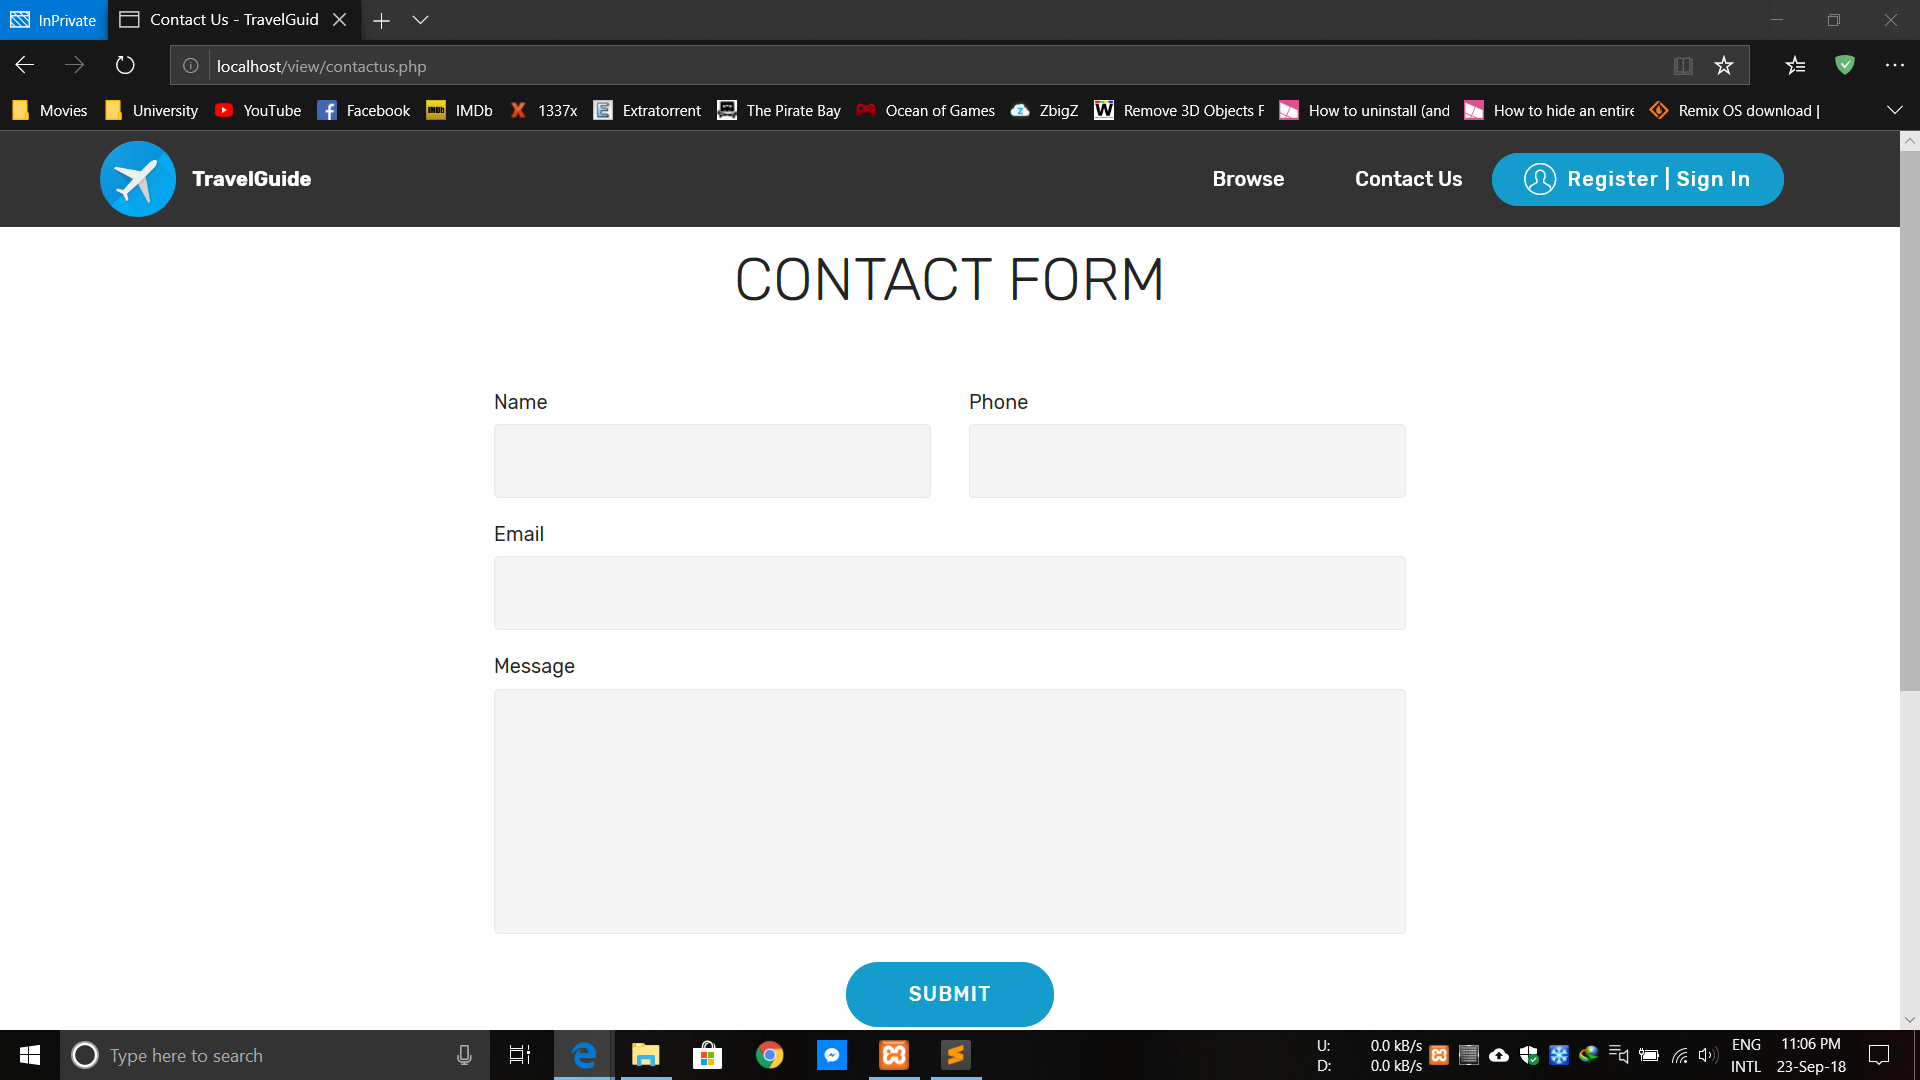 InPrivate
Contact Us - TravelGuid
localhost/view/contactus.php
Movies
University
YouTube
Facebook
IMDb
1337x
Extratorrent
The Pirate Bay
Ocean of Games
ZbigZ
Remove 3D Objects F
How to uninstall (and
How to hide an entire
Remix OS download |
TravelGuide
Browse
Contact Us
Register | Sign In
CONTACT FORM
Name
Phone
Email
Message
SUBMIT
Type here to search
U: 0.0 kB/s
D: 0.0 kB/s
ENG
INTL
11:06 PM
23-Sep-18